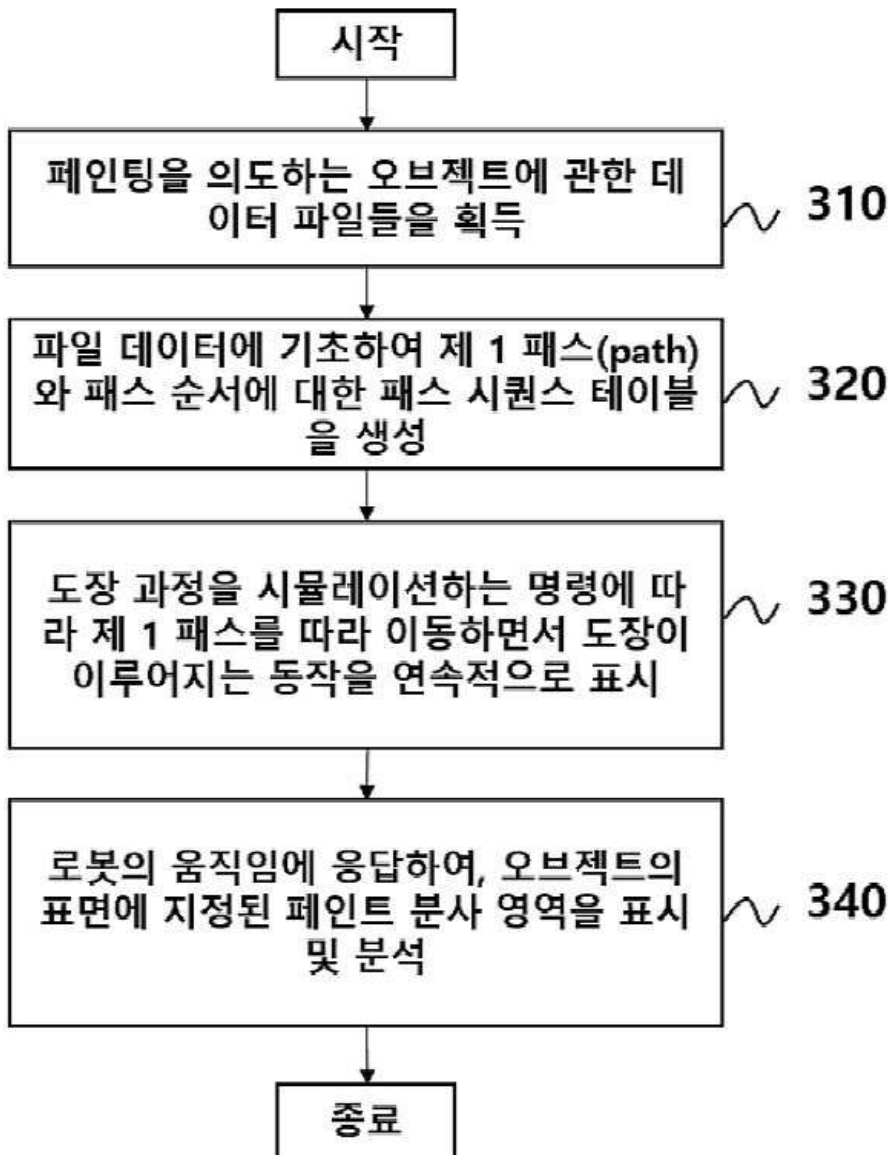 시작
페인팅을 의도하는 오브젝트에 관한 데
이터 파일들을 획득
310
파일 데이터에 기초하여 제 1 패스(path)
와 패스 순서에 대한 패스 시퀀스 테이블
을 생성
320
도장 과정을 시뮬레이션하는 명령에 따
라 제 1 패스를 따라 이동하면서 도장이
이루어지는 동작을 연속적으로 표시
330
로봇의 움직임에 응답하여, 오브젝트의
표면에 지정된 페인트 분사 영역을 표시
및 분석
340
종료